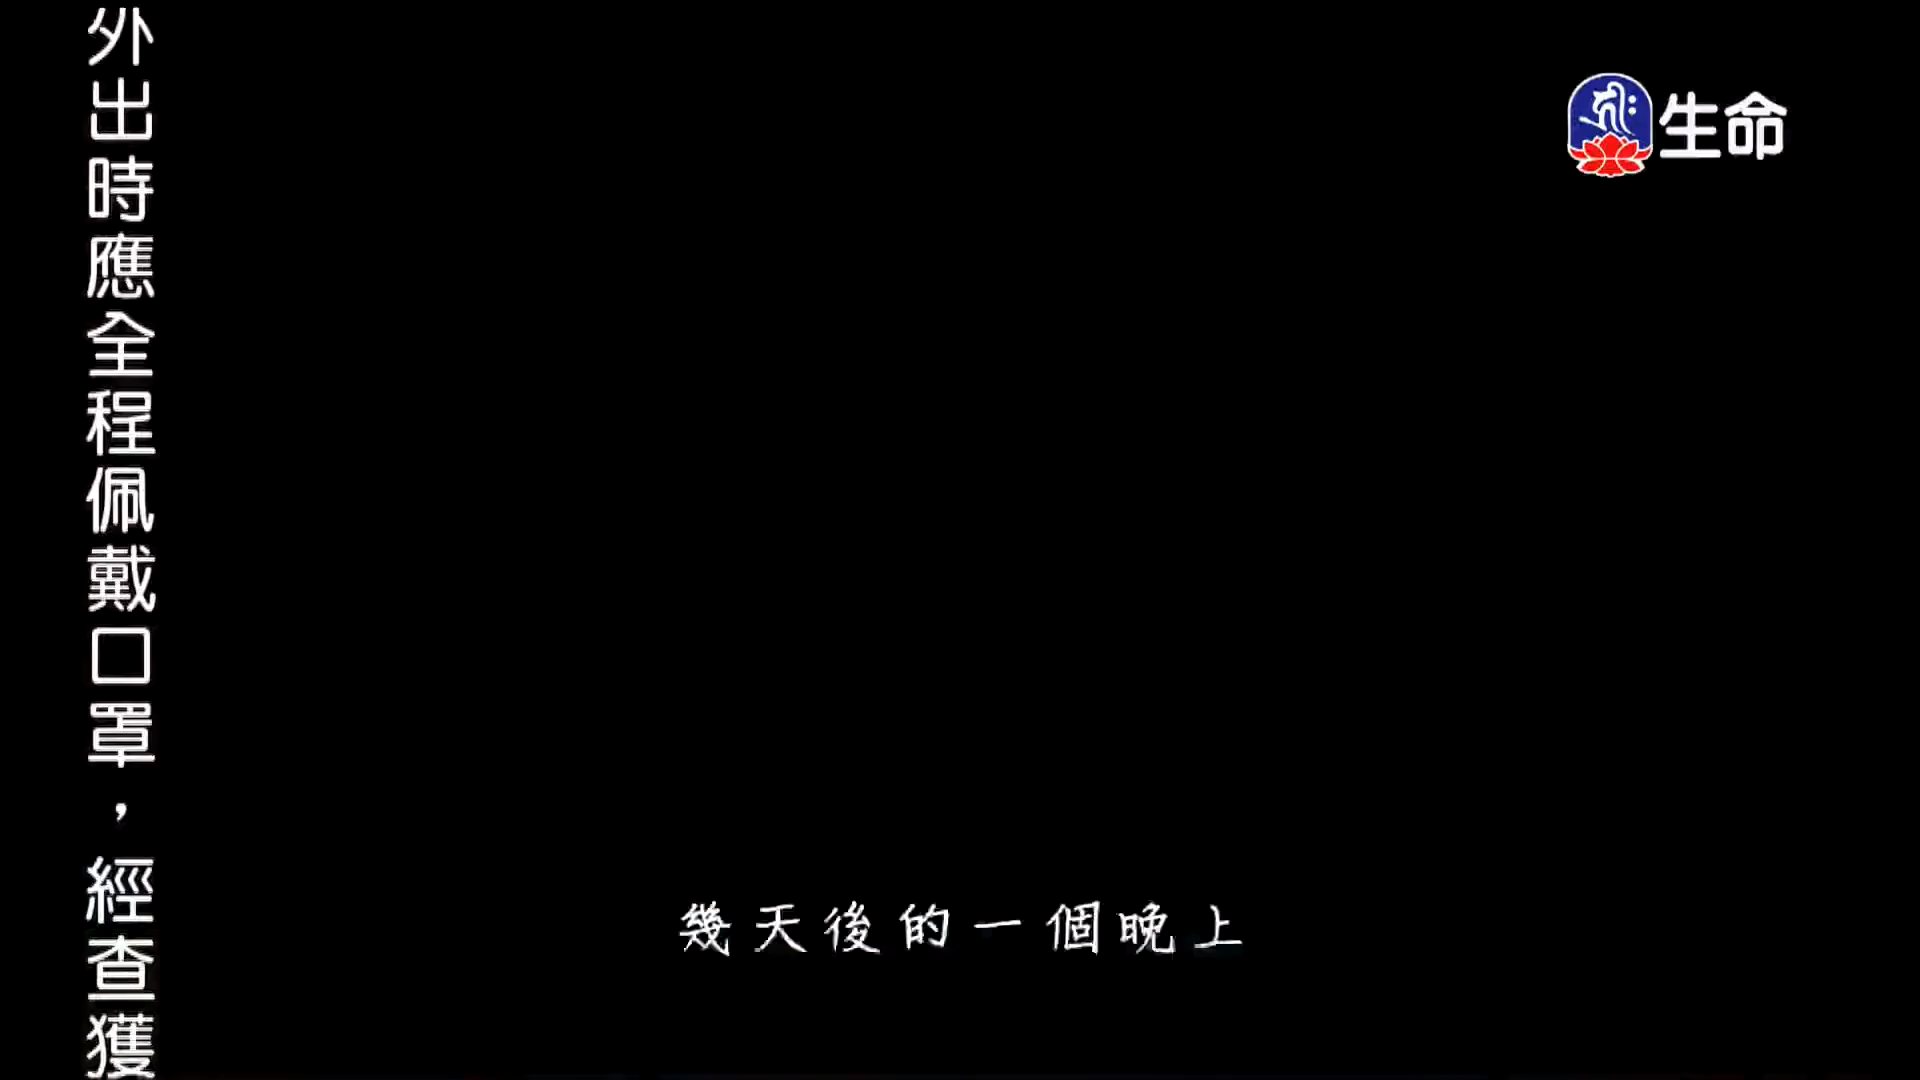 外出時應全程佩戴口罩，經查獲
生命
幾天後的一個晚上